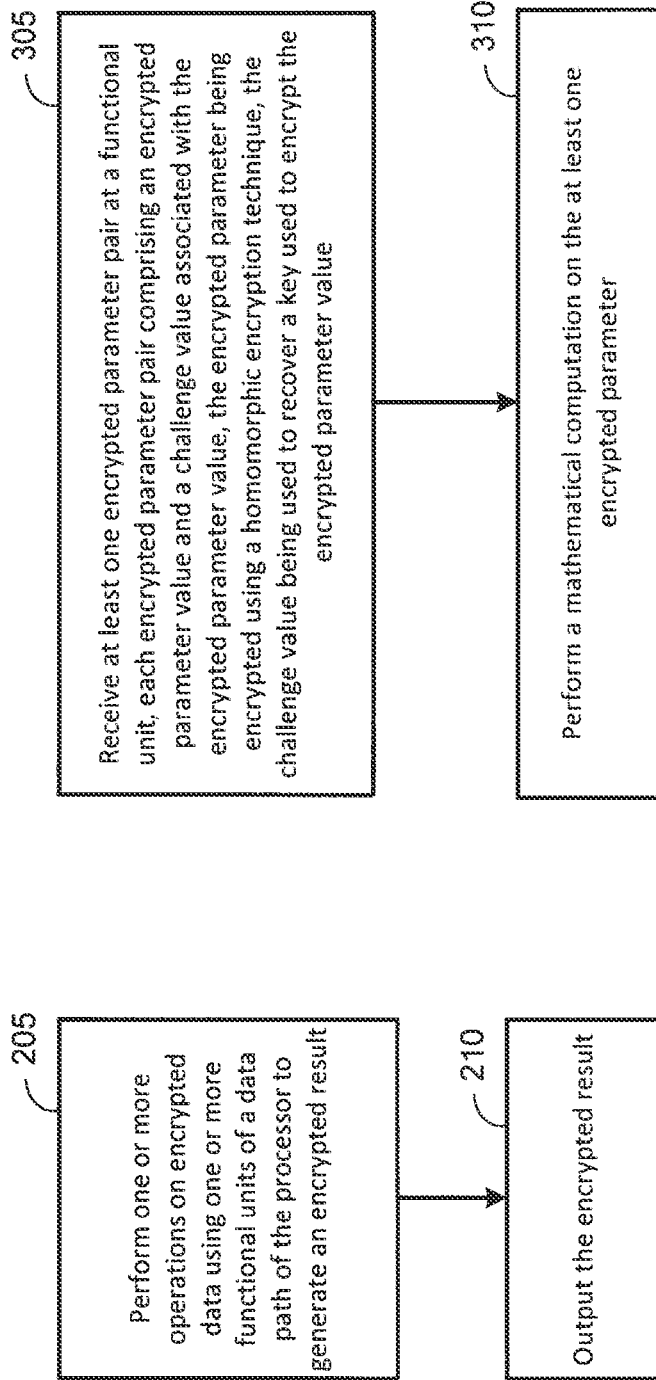 205
Perform one or more
operations on encrypted
data using one or more
functional units of a data
path of the processor to
generate an encrypted result
210
Output the encrypted result
305
Receive at least one encrypted parameter pair at a functional
unit, each encrypted parameter pair comprising an encrypted
parameter value and a challenge value associated with the
encrypted parameter value, the encrypted parameter being
encrypted using a homomorphic encryption technique, the
challenge value being used to recover a key used to encrypt the
encrypted parameter value
310
Perform a mathematical computation on the at least one
encrypted parameter